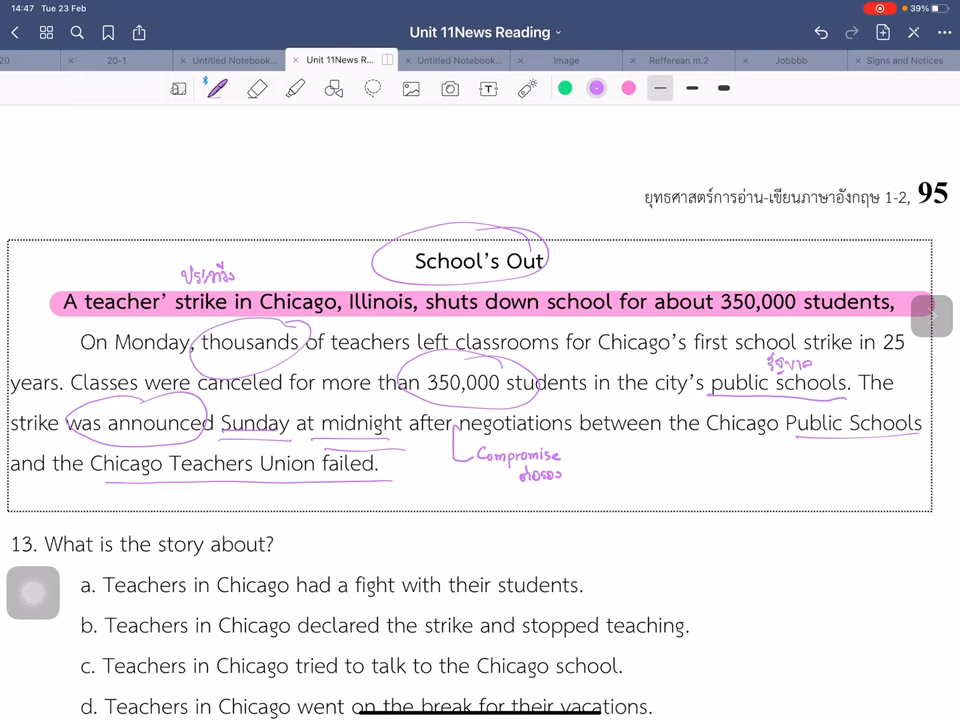 14:47 Tue 23 Feb 39%
Unit 11News Reading
20 20-1 Untitled Notebook... Unit 11News R... Untitled Notebook... Image Refferean m.2 Jobbbb Signs and Notices
ยุทธศาสตร์การอ่าน-เขียนภาษาอังกฤษ 1-2, 95
School's Out
ประท้วง
A teacher' strike in Chicago, Illinois, shuts down school for about 350,000 students,
On Monday, thousands of teachers left classrooms for Chicago's first school strike in 25
รัฐบาล
years. Classes were canceled for more than 350,000 students in the city's public schools. The
strike was announced Sunday at midnight after negotiations between the Chicago Public Schools
Compromise
and the Chicago Teachers Union failed.
ต่อรอง
13. What is the story about?
a. Teachers in Chicago had a fight with their students.
b. Teachers in Chicago declared the strike and stopped teaching.
c. Teachers in Chicago tried to talk to the Chicago school.
d. Teachers in Chicago went on the break for their vacations.